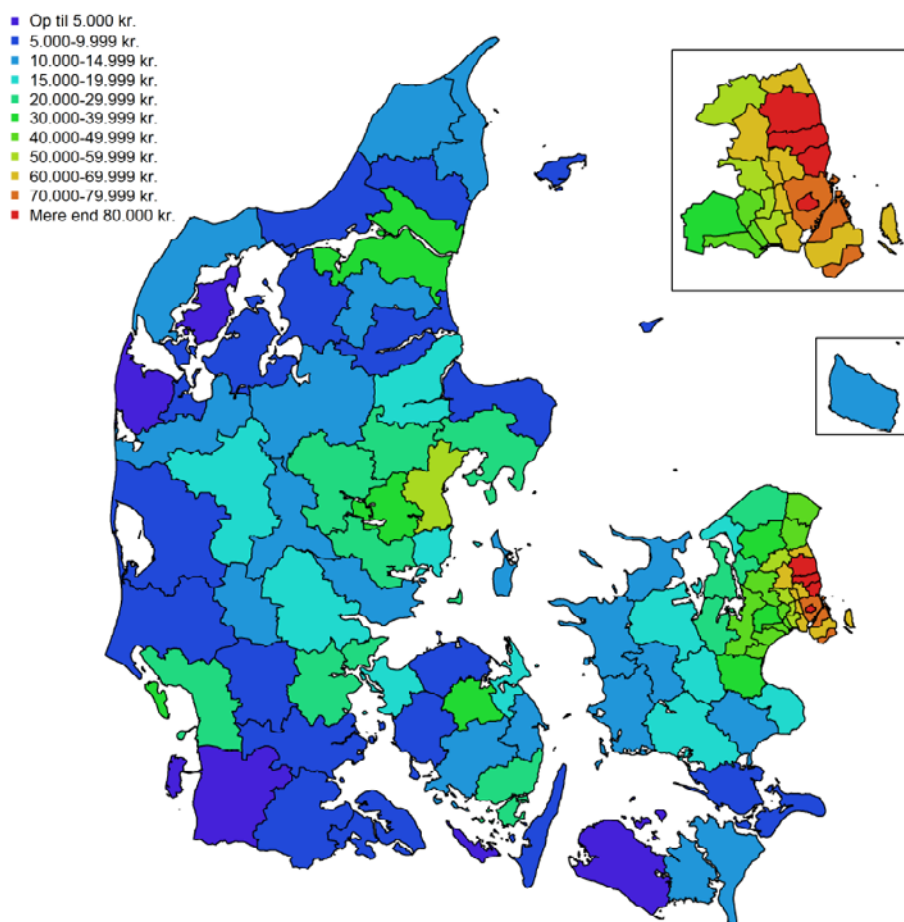 Op til 5.000 kr.
5.000-9.999 kr.
10.000-14.999 kr.
15.000-19.999 kr.
20.000-29.999 kr.
30.000-39.999 kr.
40.000-49.999 kr.
50.000-59.999 kr.
60.000-69.999 kr.
70.000-79.999 kr.
Mere end 80.000 kr.